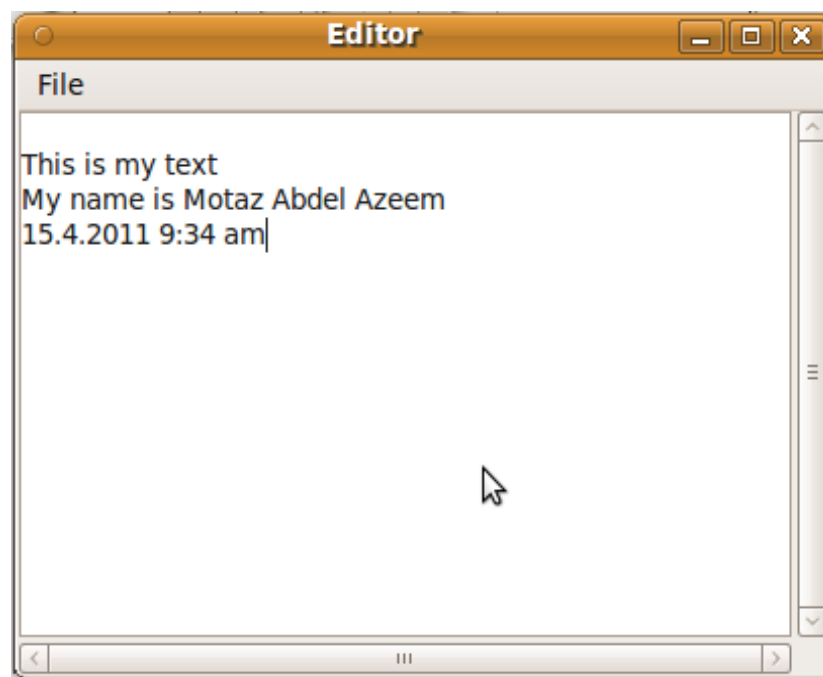 Editor
File
This is my text
My name is Motaz Abdel Azeem
15.4.2011 9:34 am